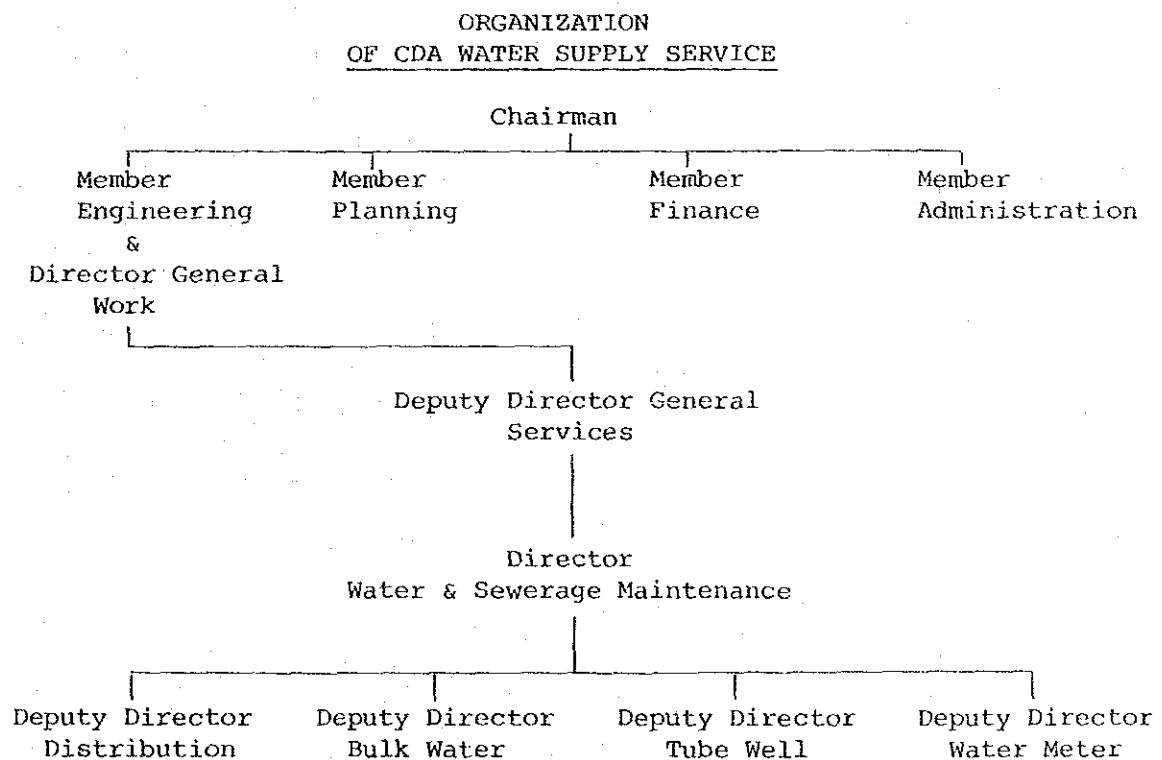 ORGANIZATION
OF CDA WATER SUPPLY SERVICE
Chairman
Member
Engineering
&
Director General
Work
Member
Planning
Member
Finance
Member
Administration
Deputy Director General
Services
Director
Water & Sewerage Maintenance
Deputy Director
Distribution
Deputy Director
Bulk Water
Deputy Director
Tube Well
Deputy Director
Water Meter